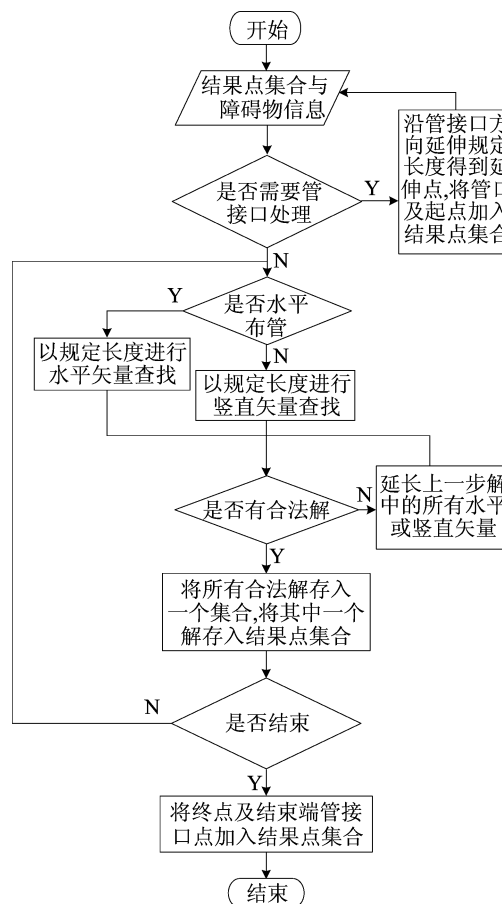 开始
结果点集合与
障碍物信息
沿管接口方
向延伸规定
长度得到延
伸点,将管口
及起点加入
结果点集合
是否需要管
接口处理
Y
N
是否水平
布管
Y
N
以规定长度进行
水平矢量查找
以规定长度进行
竖直矢量查找
是否有合法解
N
延长上一步解
中的所有水平
或竖直矢量
Y
将所有合法解存入
一个集合,将其中一个
解存入结果点集合
是否结束
N
Y
将终点及结束端管接
口点加入结果点集合
结束